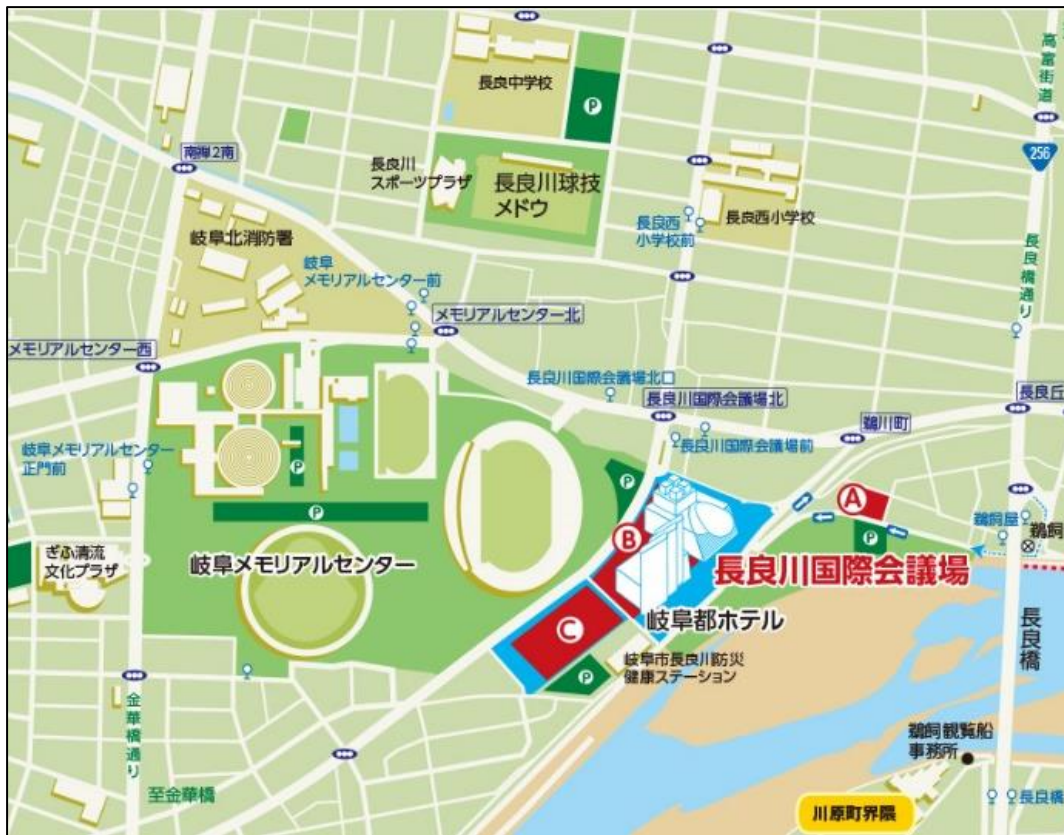 高富街道
長良中学校
P
256
南蝉2南
長良川
スポーツプラザ
長良川球技
メドウ
長良西小学校
長良西
小学校前
岐阜北消防署
長良橋通り
岐阜
メモリアルセンター前
メモリアルセンター北
メモリアルセンター西
長良川国際会議場北口
長良川国際会議場北
長良丘
鵜川町
長良川国際会議場前
岐阜メモリアルセンター
正門前
P
P
P
A
B
P
鵜飼屋
鵜飼
ぎふ清流
文化プラザ
岐阜メモリアルセンター
長良川国際会議場
岐阜都ホテル
C
P
岐阜市長良川防災
健康ステーション
長良橋
金華橋通り
鵜飼観覧船
事務所
至金華橋
川原町界隈
長良橋